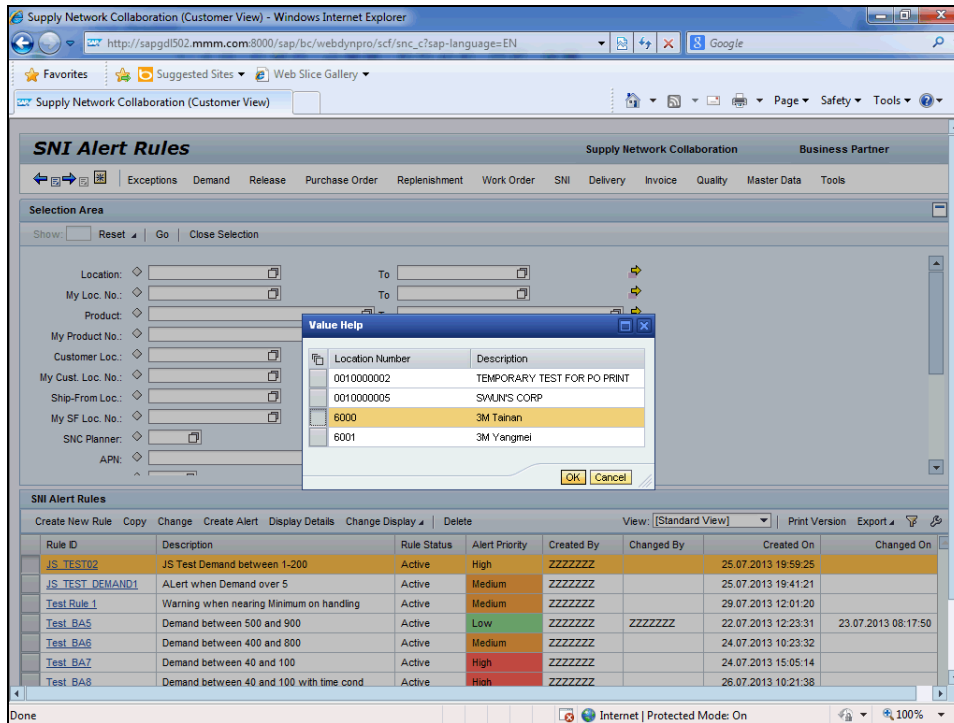 Supply Network Collaboration (Customer View) - Windows Internet Explorer
http://sapgdl502.mmm.com:8000/sap/bc/webdynpro/scf/snc_c?sap-language=EN
Google
Favorites Suggested Sites Web Slice Gallery
Supply Network Collaboration (Customer View) Page Safety Tools
SNI Alert Rules Supply Network Collaboration Business Partner
Exceptions Demand Release Purchase Order Replenishment Work Order SNI Delivery Invoice Quality Master Data Tools
Selection Area
Show: Reset Go Close Selection
Location: To
My Loc. No.: To
Product:
My Product No.:
Customer Loc.:
My Cust. Loc. No.:
Ship-From Loc.:
My SF Loc. No.:
SNC Planner:
APN:
Value Help
Location Number Description
0010000002 TEMPORARY TEST FOR PO PRINT
0010000005 SWUN'S CORP
6000 3M Tainan
6001 3M Yangmei
OK Cancel
SNI Alert Rules
Create New Rule Copy Change Create Alert Display Details Change Display Delete View: [Standard View] Print Version Export
Rule ID Description Rule Status Alert Priority Created By Changed By Created On Changed On
JS_TEST02 JS Test Demand between 1-200 Active High ZZZZZZZ 25.07.2013 19:59:25
JS_TEST_DEMAND1 ALert when Demand over 5 Active Medium ZZZZZZZ 25.07.2013 19:41:21
Test Rule 1 Warning when nearing Minimum on handling Active Medium ZZZZZZZ 29.07.2013 12:01:20
Test_BA5 Demand between 500 and 900 Active Low ZZZZZZZ ZZZZZZZ 22.07.2013 12:23:31 23.07.2013 08:17:50
Test_BA6 Demand between 400 and 800 Active Medium ZZZZZZZ 24.07.2013 10:23:32
Test_BA7 Demand between 40 and 100 Active High ZZZZZZZ 24.07.2013 15:05:14
Test_BA8 Demand between 40 and 100 with time cond Active High ZZZZZZZ 26.07.2013 10:21:38
Done Internet | Protected Mode: On 100%